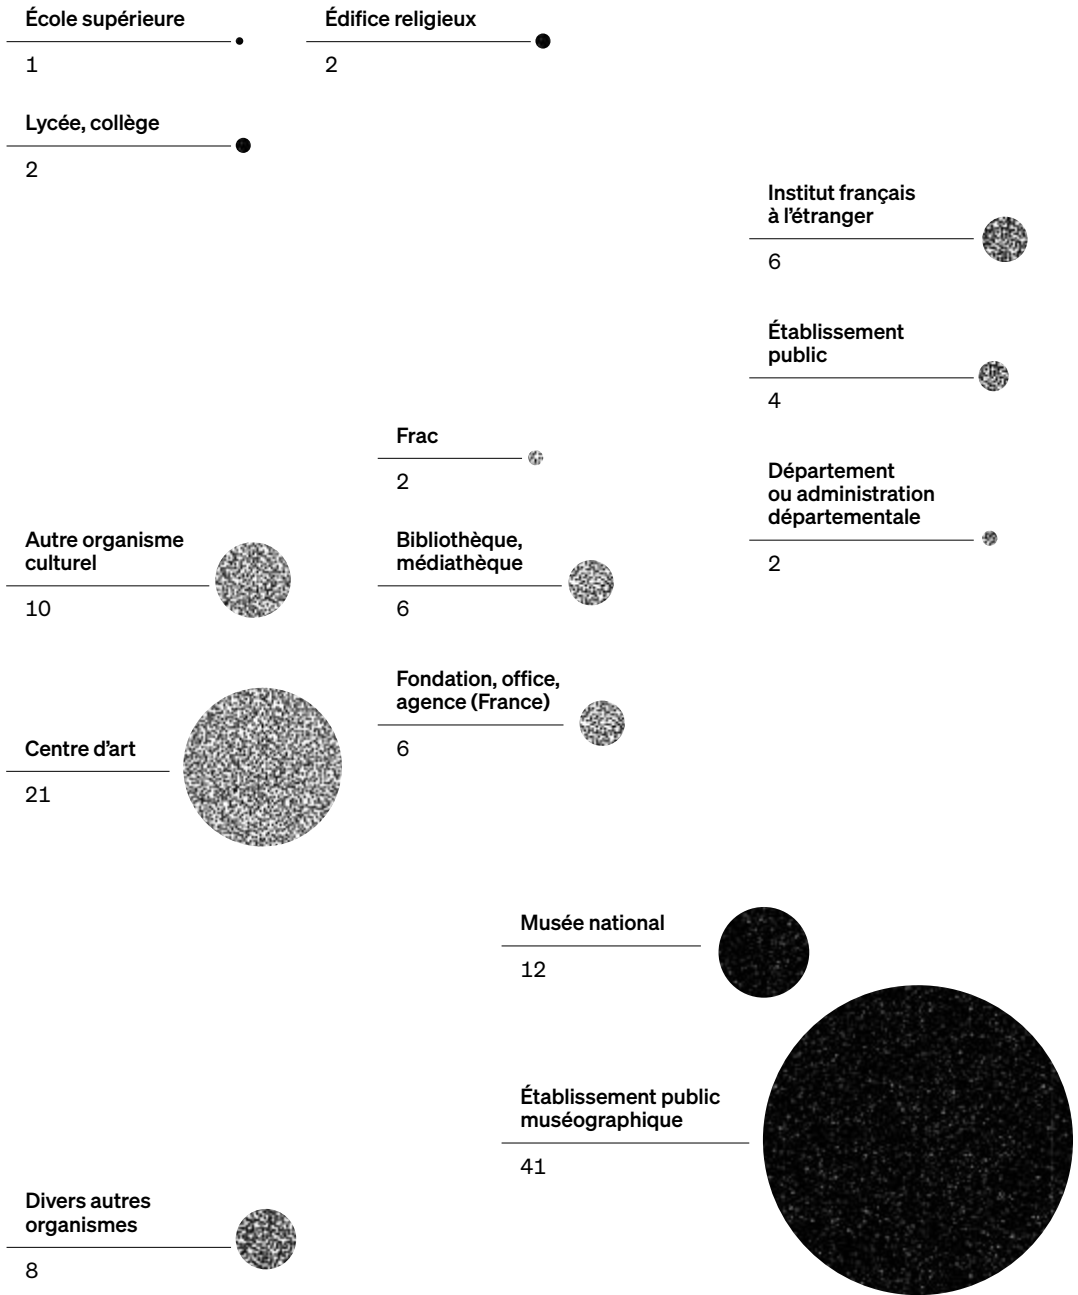 École supérieure
1
Édifice religieux
2
Lycée, collège
2
Institut français
à l'étranger
6
Établissement
public
4
Frac
2
Département
ou administration
départementale
2
Autre organisme
culturel
10
Bibliothèque,
médiathèque
6
Fondation, office,
agence (France)
6
Centre d'art
21
Musée national
12
Établissement public
muséographique
41
Divers autres
organismes
8